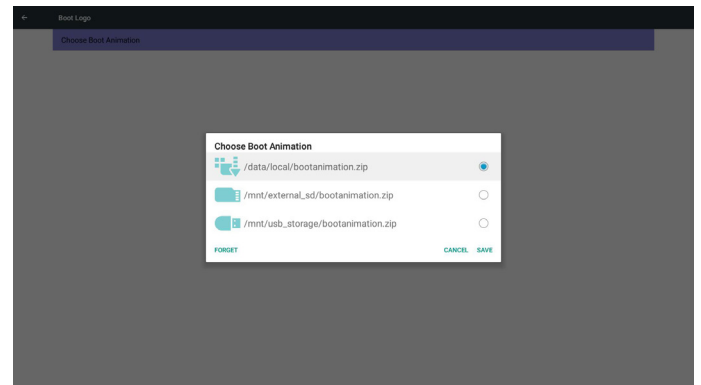 Boot Logo
Choose Boot Animation
Choose Boot Animation
/data/local/bootanimation.zip
/mnt/external_sd/bootanimation.zip
/mnt/usb_storage/bootanimation.zip
FORGET CANCEL SAVE